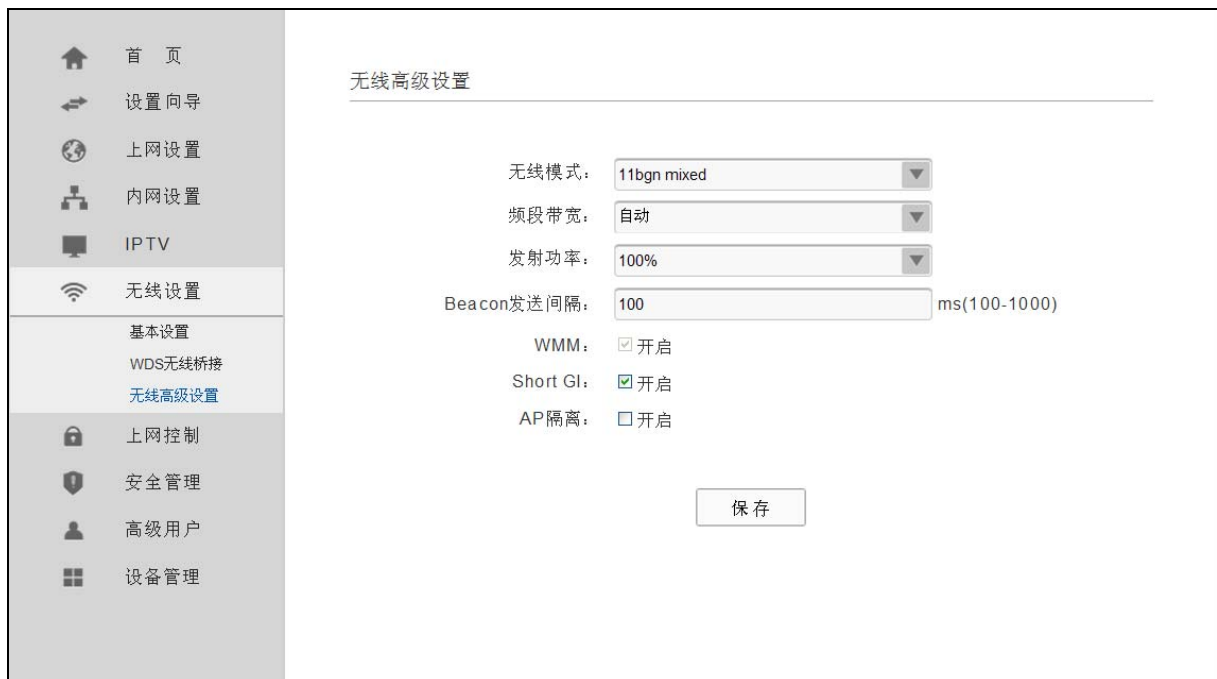 首 页
设置向导
上网设置
内网设置
IPTV
无线设置
基本设置
WDS无线桥接
无线高级设置
上网控制
安全管理
高级用户
设备管理
无线高级设置
无线模式： 11bgn mixed
频段带宽： 自动
发射功率： 100%
Beacon发送间隔： 100 ms(100-1000)
WMM： 开启
Short GI： 开启
AP隔离： 开启
保存